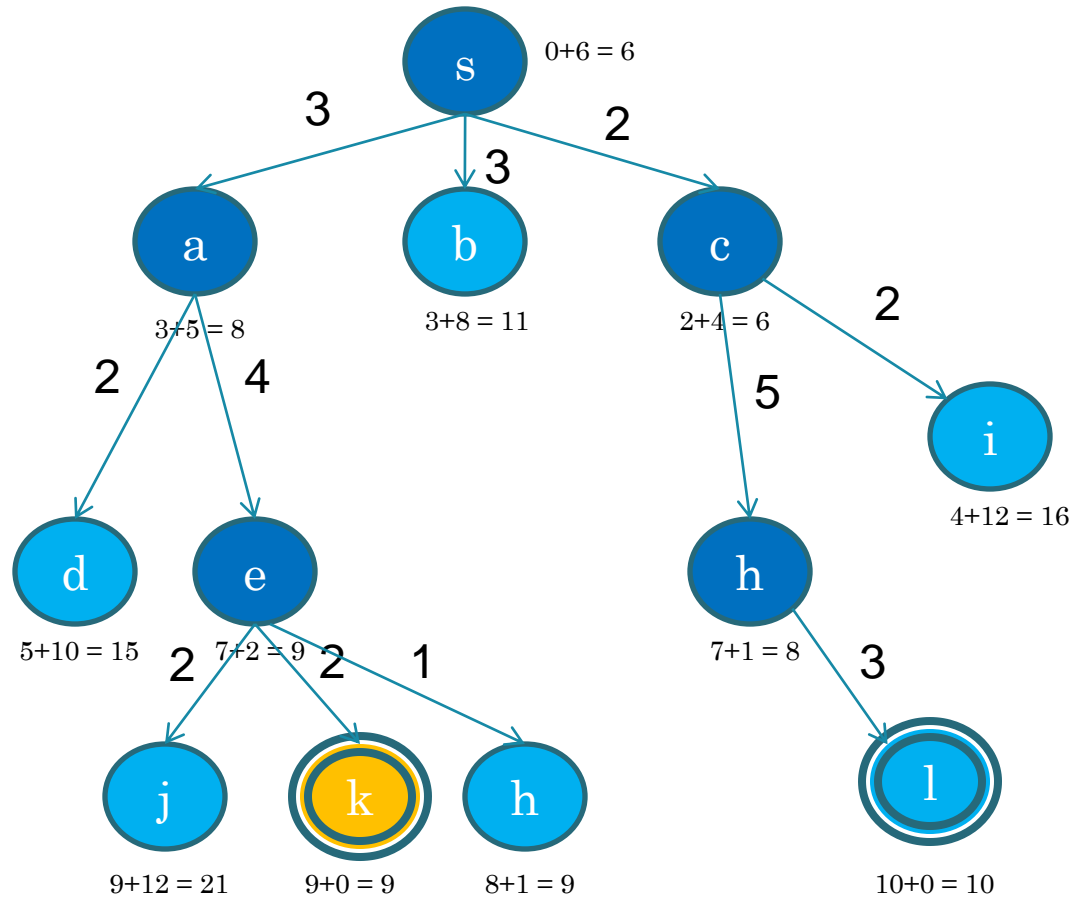 s
0+6 = 6
3
3
2
a
b
c
3+5 = 8
3+8 = 11
2+4 = 6
2
4
5
2
i
4+12 = 16
d
e
h
5+10 = 15
7+2 = 9
7+1 = 8
2
2
1
3
j
k
h
l
9+12 = 21
9+0 = 9
8+1 = 9
10+0 = 10